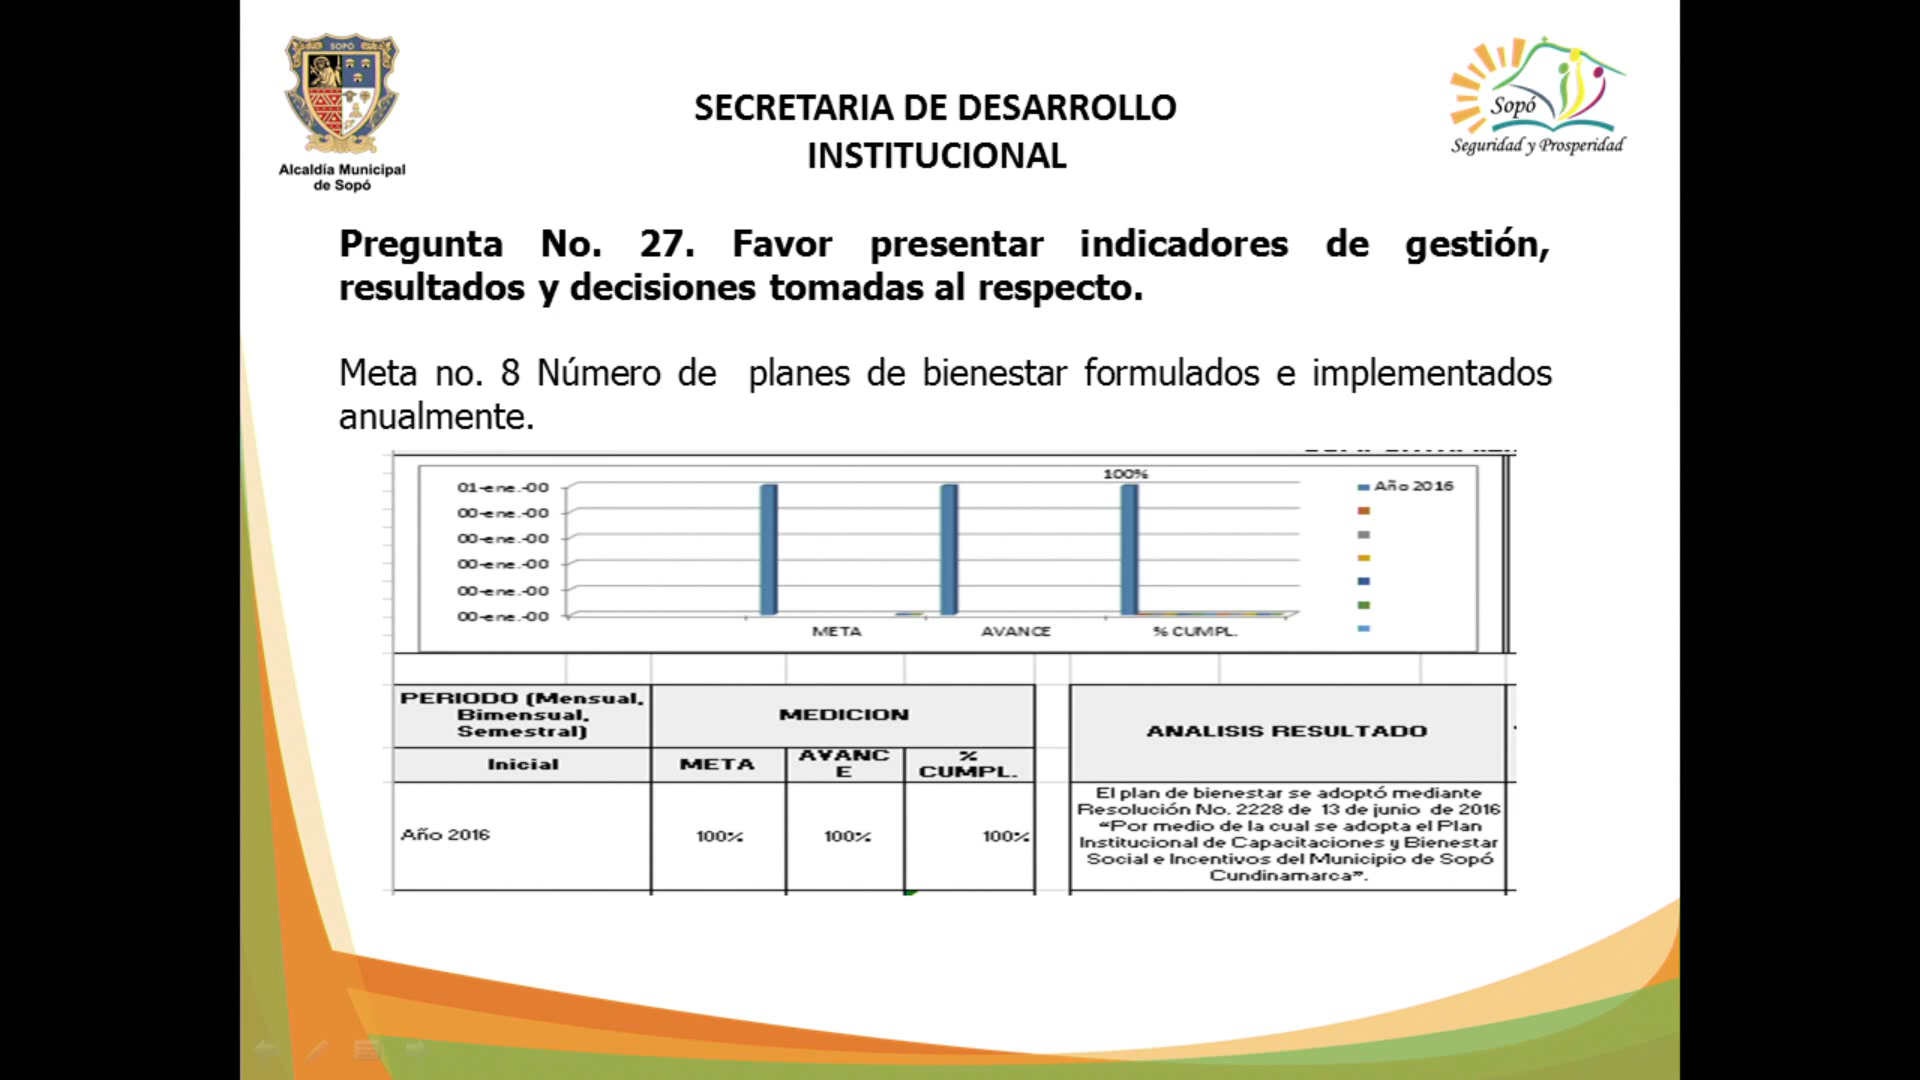 SOPÓ
Alcaldía Municipal
de Sopó
SECRETARIA DE DESARROLLO
INSTITUCIONAL
Sopó
Seguridad y Prosperidad
Pregunta No. 27. Favor presentar indicadores de gestión,
resultados y decisiones tomadas al respecto.
Meta no. 8 Número de planes de bienestar formulados e implementados
anualmente.
100%
01-ene.-00
00-ene.-00
00-ene.-00
00-ene.-00
00-ene.-00
00-ene.-00
META AVANCE % CUMPL.
Año 2016
PERIODO (Mensual,
Bimensual,
Semestral)
MEDICION
ANALISIS RESULTADO
Inicial
META
AVANC
E
%
CUMPL.
Año 2016
100%
100%
100%
El plan de bienestar se adoptó mediante
Resolución No. 2228 de 13 de junio de 2016
“Por medio de la cual se adopta el Plan
Institucional de Capacitaciones y Bienestar
Social e Incentivos del Municipio de Sopó
Cundinamarca”.